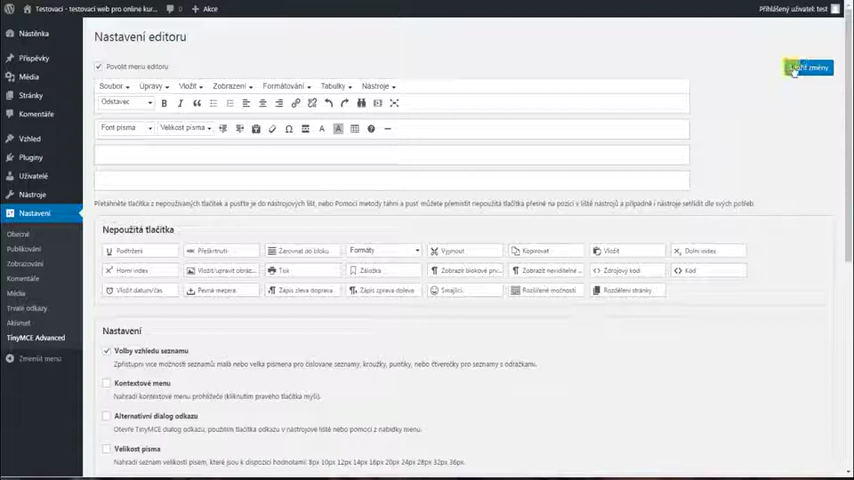 Testovací - testovací web pro online kur...
0
Akce
Přihlášený uživatel test
Nástěnka
Příspěvky
Média
Stránky
Komentáře
Vzhled
Pluginy
Uživatelé
Nástroje
Nastavení
Obecné
Publikování
Zobrazování
Komentáře
Média
Trvalé odkazy
Akismet
TinyMCE Advanced
Zmenšit menu
Nastavení editoru
Povolit menu editoru
změny
Soubor Úpravy Vložit Zobrazení Formátování Tabulky Nástroje
Odstavec
Font písma Velikost písma
Přetáhněte tlačítka z nepoužívaných tlačítek a pusťte je do nástrojových lišt, nebo Pomocí metody táhni a pusť můžete přemístit nepoužitá tlačítka přesně na pozici v liště nástrojů a případně i nástroje setřídit dle svých potřeb.
Nepoužitá tlačítka
Podtržení Přeškrtnutí Zarovnat do bloku Formáty Vyjmout Kopírovat Vložit Dolní index
Horní index Vložit/upravit obráz... Tisk Záložka Zobrazit blokové prv... Zobrazit neviditelné ... Zdrojový kód Kód
Vložit datum/čas Pevná mezera Zápis zleva doprava Zápis zprava doleva Smajlíci Rozšířené možnosti Rozdělení stránky
Nastavení
Volby vzhledu seznamu
Zpřístupní více možností seznamů: malá nebo velká písmena pro číslované seznamy, kroužky, puntíky, nebo čtverečky pro seznamy s odrážkami.
Kontextové menu
Nahradí kontextové menu prohlížeče (kliknutím pravého tlačítka myši).
Alternativní dialog odkazu
Otevře TinyMCE dialog odkazu, použitím tlačítka odkazu v nástrojové liště nebo pomocí z nabídky menu.
Velikost písma
Nahradí seznam velikostí písem, které jsou k dispozici hodnotami: 8px 10px 12px 14px 16px 20px 24px 28px 32px 36px.